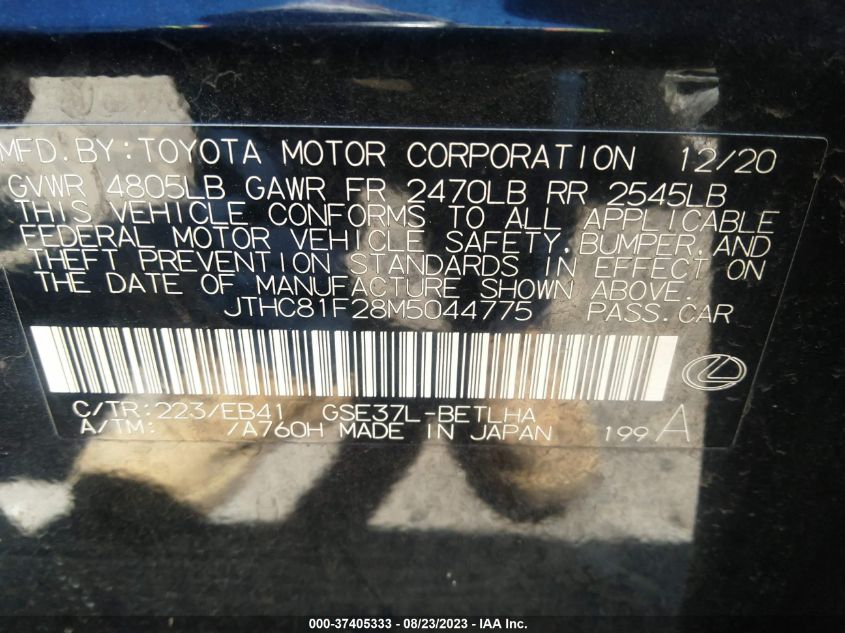 MFD. BY: TOYOTA MOTOR CORPORATION 12/20
GVWR 4805LB GAWR FR 2470LB RR 2545LB
THIS VEHICLE CONFORMS TO ALL APPLICABLE
FEDERAL MOTOR VEHICLE SAFETY, BUMPER, AND
THEFT PREVENTION STANDARDS IN EFFECT ON
THE DATE OF MANUFACTURE SHOWN ABOVE.
JTHC81F28M5044775 PASS. CAR
C/TR: 223/EB41 GSE37L-BETLHA
A/TM: /A760H MADE IN JAPAN 199 A
000-37405333 - 08/23/2023 - IAA Inc.